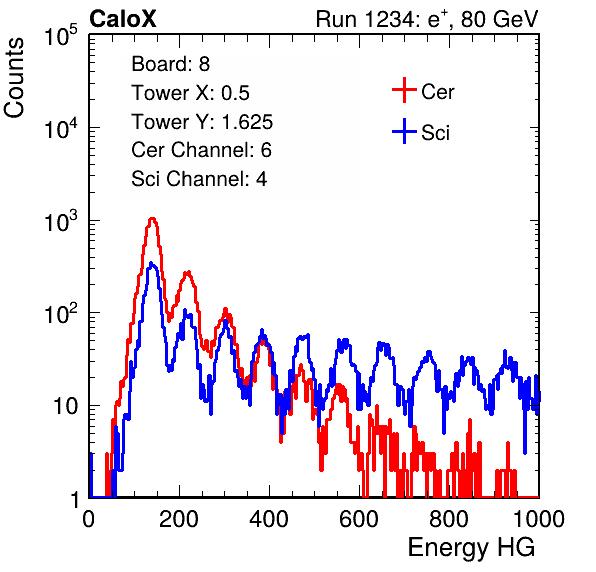 CaloX Run 1234: e⁺, 80 GeV
Counts
Board: 8
Tower X: 0.5
Tower Y: 1.625
Cer Channel: 6
Sci Channel: 4
Cer
Sci
10⁵
10⁴
10³
10²
10
1
0 200 400 600 800 1000
Energy HG